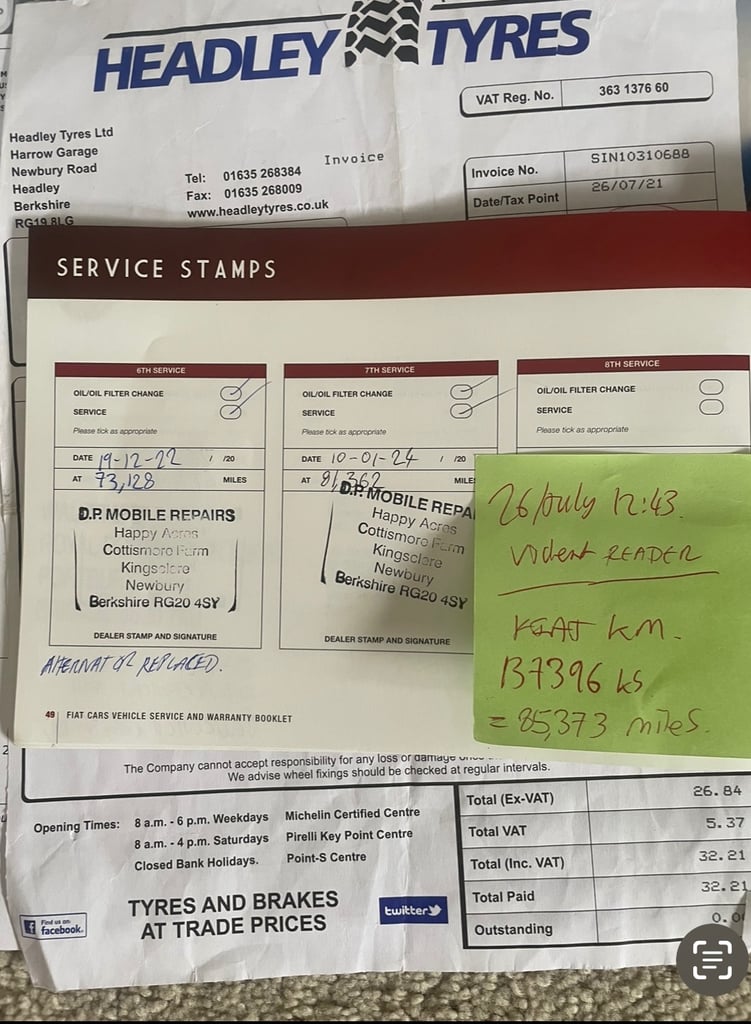 HEADLEY TYRES
VAT Reg. No. 363 1376 60
Headley Tyres Ltd
Harrow Garage
Newbury Road
Headley
Berkshire
RG19 8LG
Invoice
Tel: 01635 268384
Fax: 01635 268009
www.headleytyres.co.uk
Invoice No. SIN10310688
Date/Tax Point 26/07/21
SERVICE STAMPS
6TH SERVICE
OIL/OIL FILTER CHANGE
SERVICE
Please tick as appropriate
DATE 19-12-22 / /20
AT 73,128 MILES
D.P. MOBILE REPAIRS
Happy Acres
Cottismore Farm
Kingsclere
Newbury
Berkshire RG20 4SY
DEALER STAMP AND SIGNATURE
ALTERNATOR REPLACED.
7TH SERVICE
OIL/OIL FILTER CHANGE
SERVICE
Please tick as appropriate
DATE 10-01-24 / /20
AT 81,362 MILES
D.P. MOBILE REPA
Happy Acres
Cottismore Farm
Kingsclere
Newbury
Berkshire RG20 4SY
DEALER STAMP AND SIGNATURE
8TH SERVICE
OIL/OIL FILTER CHANGE
SERVICE
Please tick as appropriate
26/July 12:43.
READER
FIAT KM.
137396 ks
= 85,373 miles.
49 FIAT CARS VEHICLE SERVICE AND WARRANTY BOOKLET
The Company cannot accept responsibility for any loss or damage
We advise wheel fixings should be checked at regular intervals.
Opening Times: 8 a.m. - 6 p.m. Weekdays
8 a.m. - 4 p.m. Saturdays
Closed Bank Holidays.
Michelin Certified Centre
Pirelli Key Point Centre
Point-S Centre
TYRES AND BRAKES
AT TRADE PRICES
Find us on
facebook.
twitter
Total (Ex-VAT) 26.84
Total VAT 5.37
Total (Inc. VAT) 32.21
Total Paid 32.21
Outstanding 0.0